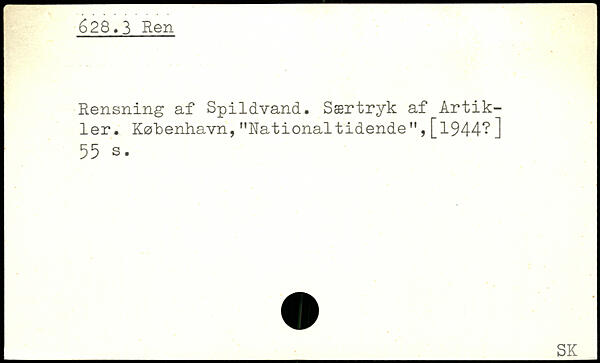 628.3 Ren
Rensning af Spildvand. Særtryk af Artik-
ler. København,"Nationaltidende",[1944?]
55 s.
SK